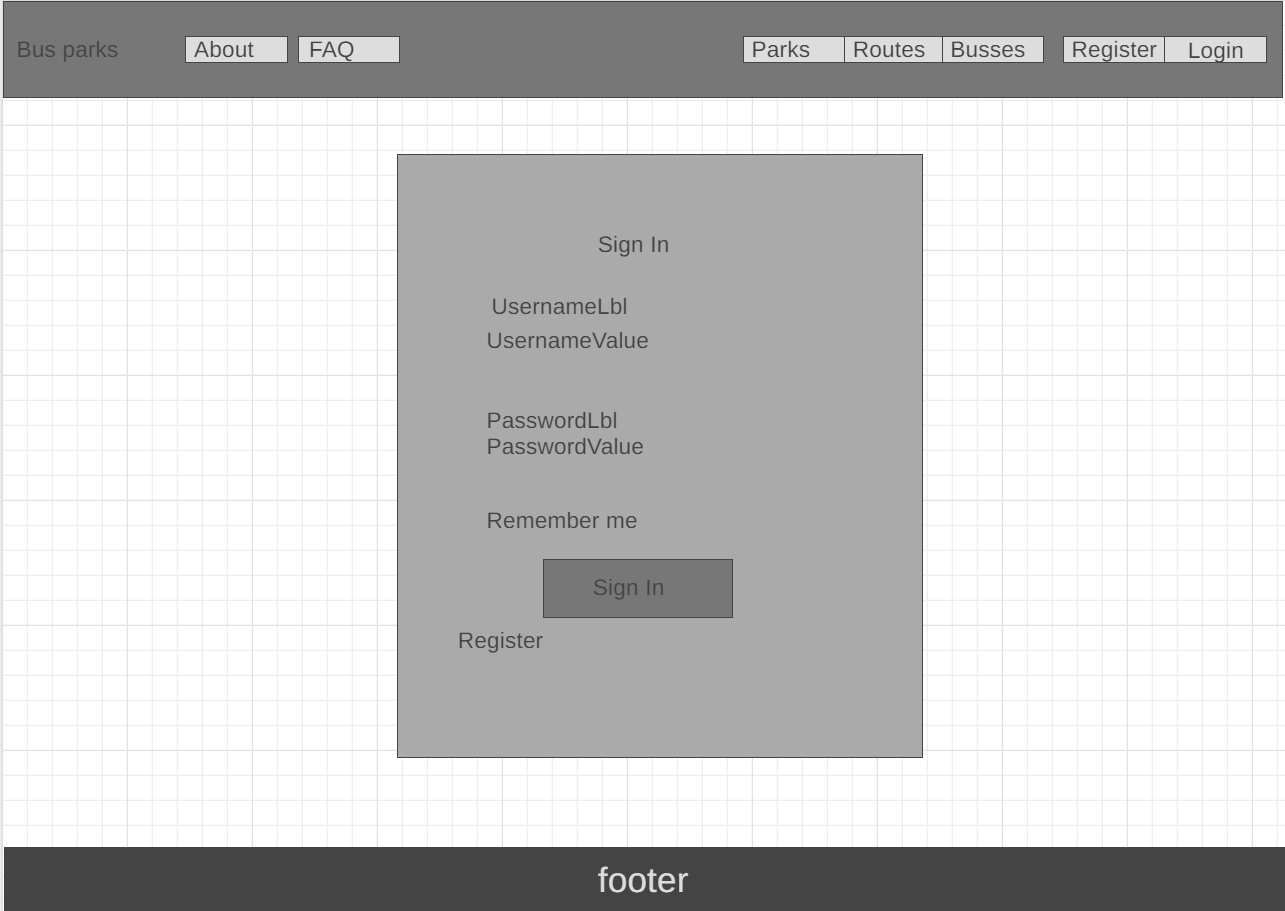 Bus parks About FAQ Parks Routes Busses Register Login
Sign In
UsernameLbl
UsernameValue
PasswordLbl
PasswordValue
Remember me
Sign In
Register
footer